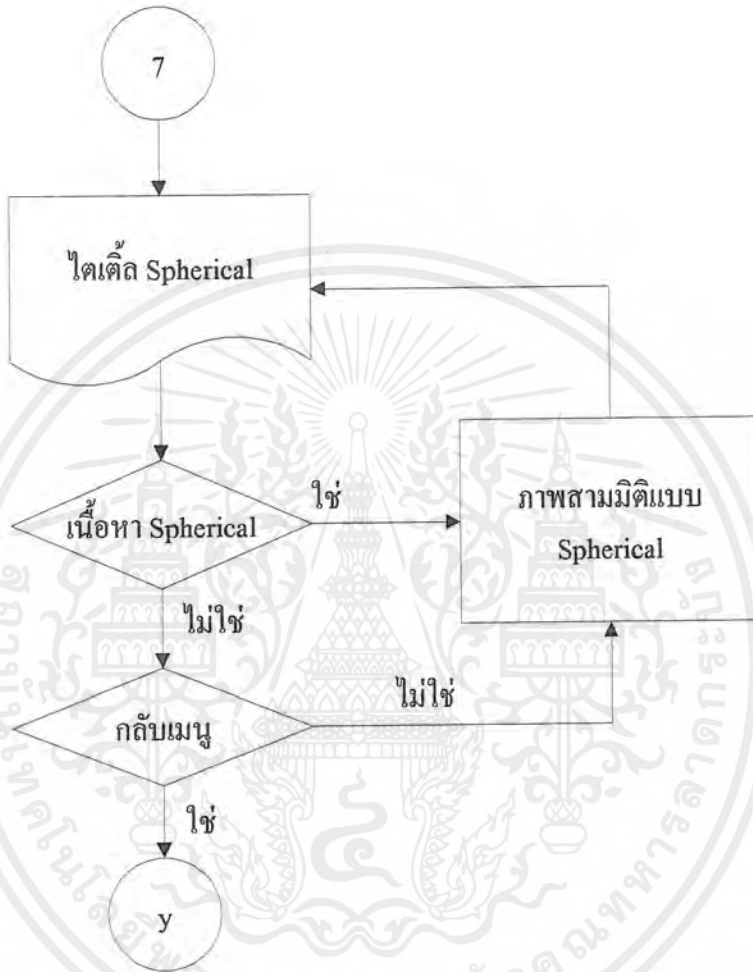 7
ไตเติ้ล Spherical
เนื้อหา Spherical
ใช่
ภาพสามมิติแบบ
Spherical
ไม่ใช่
กลับเมนู
ไม่ใช่
ใช่
y